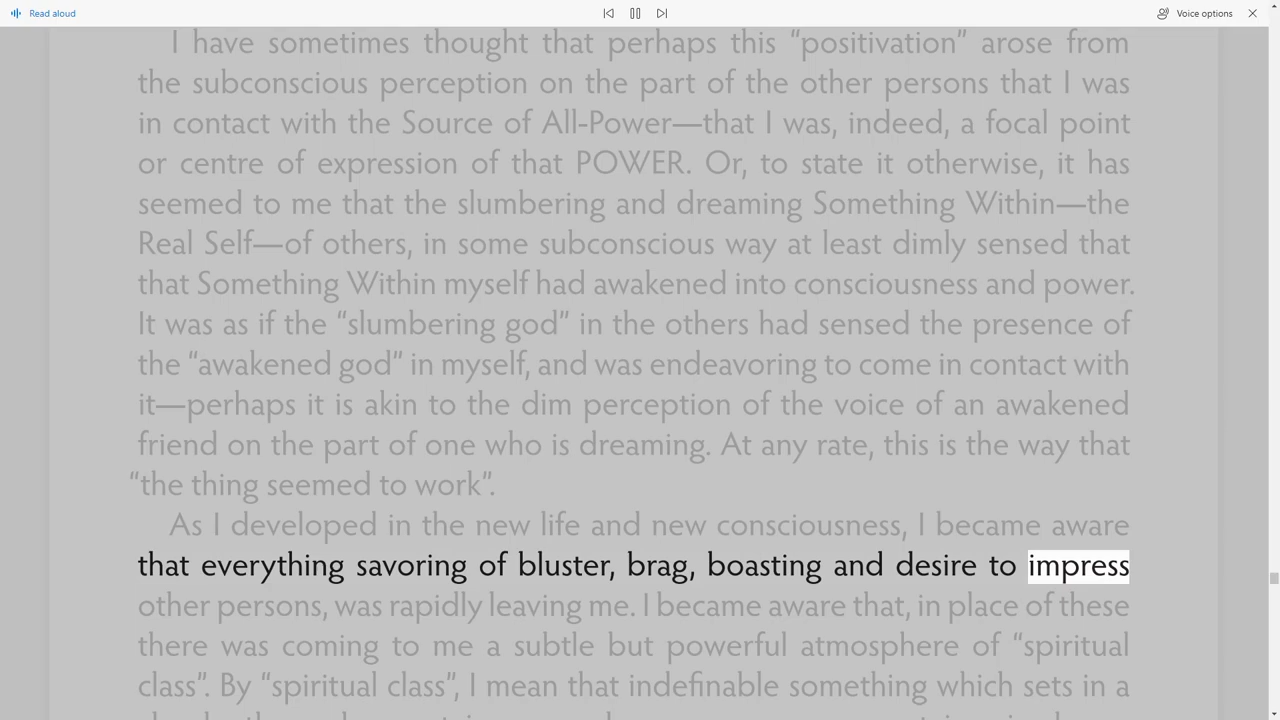 Read aloud
Voice options
I have sometimes thought that perhaps this “positivation” arose from
the subconscious perception on the part of the other persons that I was
in contact with the Source of All-Power—that I was, indeed, a focal point
or centre of expression of that POWER. Or, to state it otherwise, it has
seemed to me that the slumbering and dreaming Something Within—the
Real Self—of others, in some subconscious way at least dimly sensed that
that Something Within myself had awakened into consciousness and power.
It was as if the “slumbering god” in the others had sensed the presence of
the “awakened god” in myself, and was endeavoring to come in contact with
it—perhaps it is akin to the dim perception of the voice of an awakened
friend on the part of one who is dreaming. At any rate, this is the way that
“the thing seemed to work”.
As I developed in the new life and new consciousness, I became aware
that everything savoring of bluster, brag, boasting and desire to impress
other persons, was rapidly leaving me. I became aware that, in place of these
there was coming to me a subtle but powerful atmosphere of “spiritual
class”. By “spiritual class”, I mean that indefinable something which sets in a